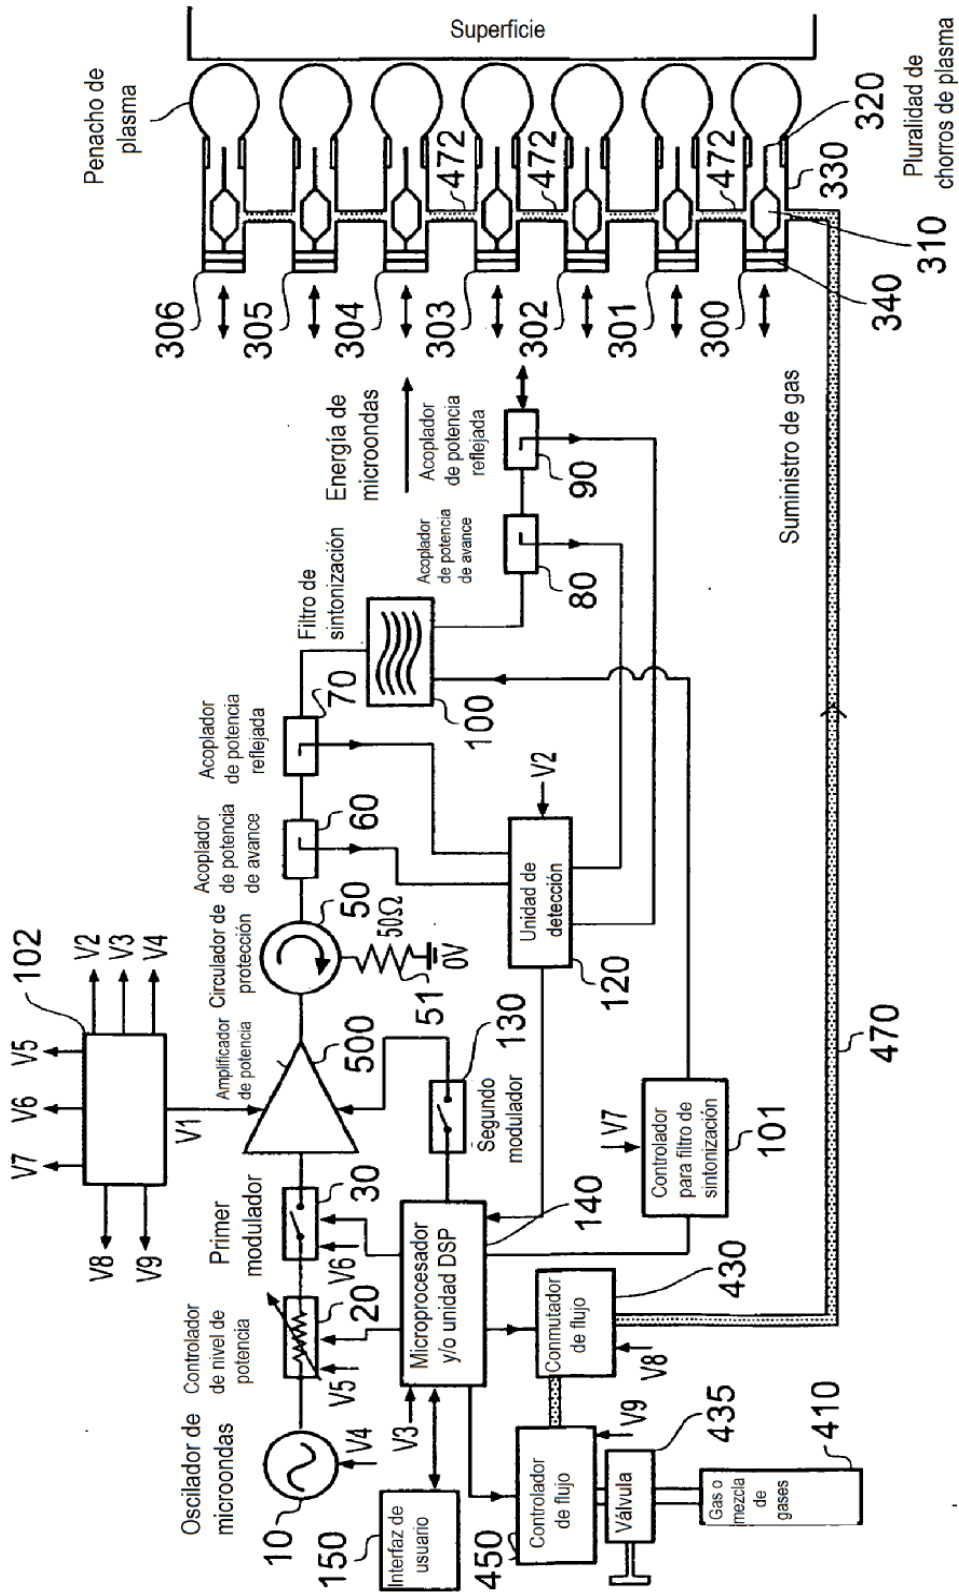 Oscilador de
microondas
10
V4
Controlador
de nivel de
potencia
20
V5
Primer
modulador
30
V6
V1
V2
V3
V4
V5
V6
V7
V8
V9
102
Amplificador
de potencia
500
Circulador de
protección
50
50Ω
51
0V
Acoplador
de potencia
de avance
60
Acoplador
de potencia
reflejada
70
Filtro de
sintonización
100
Acoplador
de potencia
de avance
80
Acoplador
de potencia
reflejada
90
Energía de
microondas
Penacho de
plasma
Superficie
306
305
304
303
302
301
300
472
472
472
340
310
330
320
Pluralidad de
chorros de plasma
Suministro de gas
470
Unidad de
detección
120
V2
Segundo
modulador
130
Microprocesador
y/o unidad DSP
140
V3
Interfaz de
usuario
150
Controlador
para filtro de
sintonización
101
V7
Conmutador
de flujo
430
V8
Controlador
de flujo
450
V9
Válvula
435
Gas o
mezcla
de
gases
410